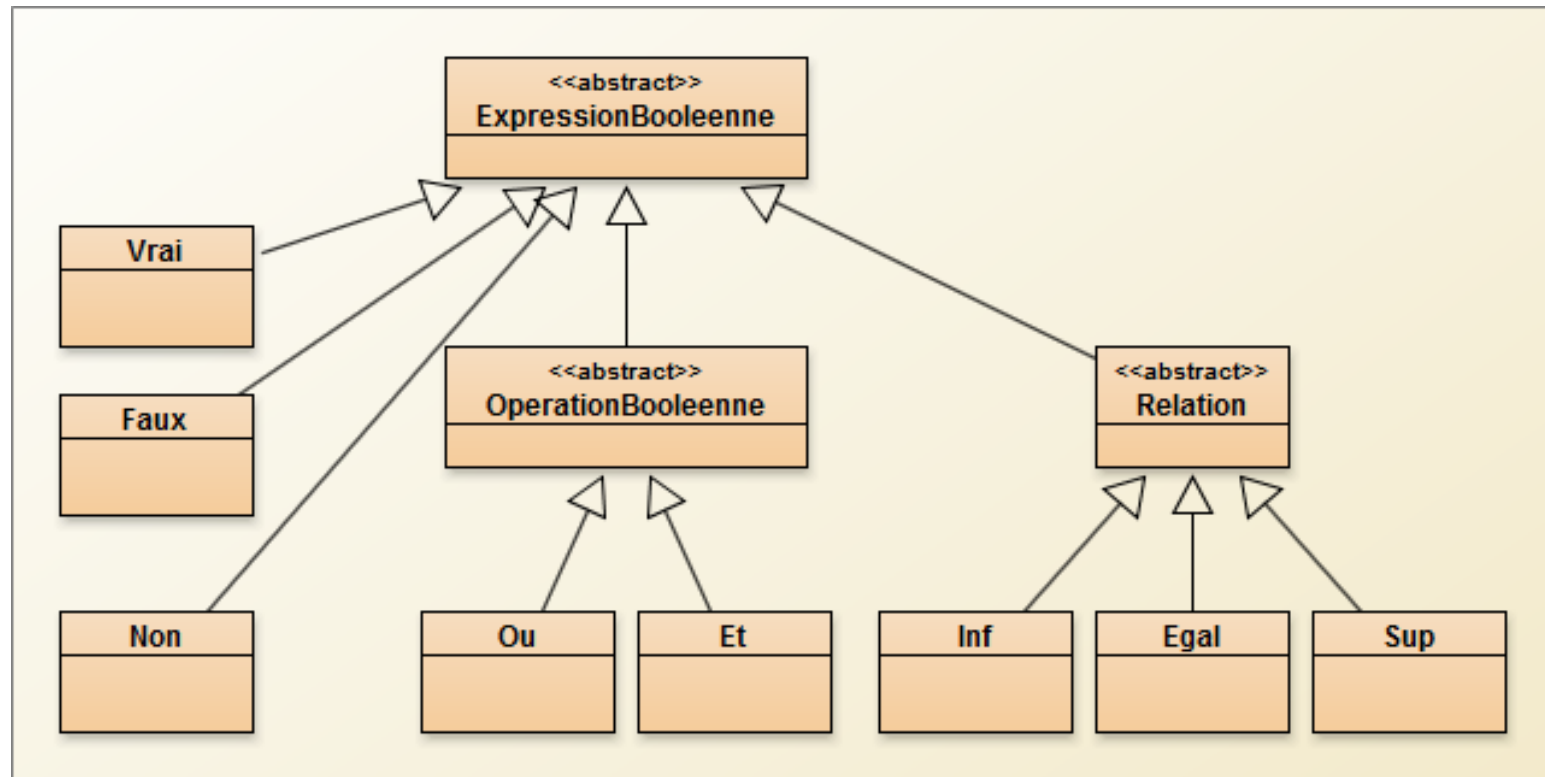 <<abstract>>
ExpressionBooleenne
Vrai
Faux
<<abstract>>
OperationBooleenne
<<abstract>>
Relation
Non
Ou
Et
Inf
Egal
Sup